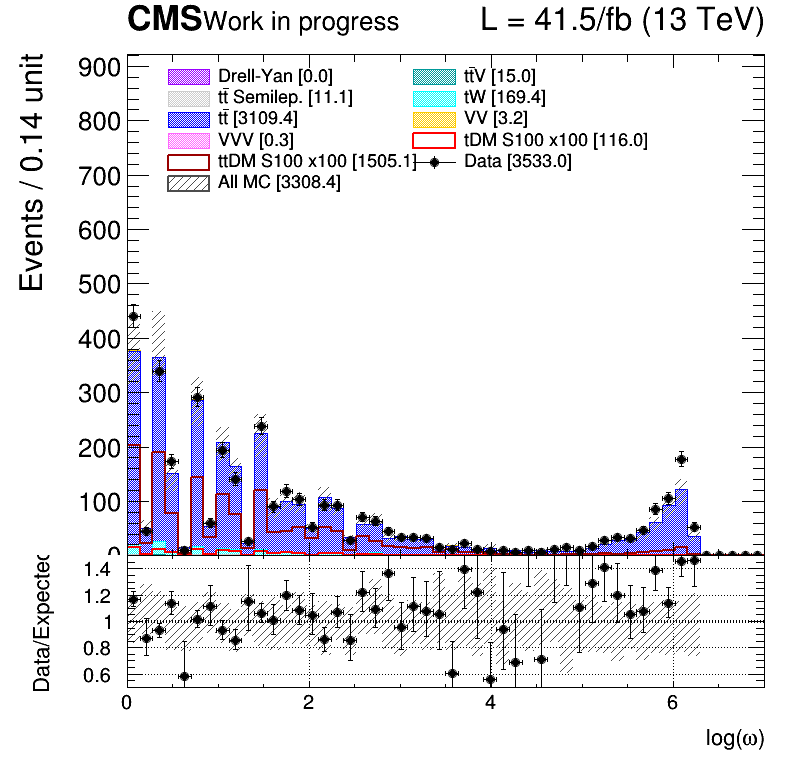 CMS Work in progress L = 41.5/fb (13 TeV)
Events / 0.14 unit
900
800
700
600
500
400
300
200
100
0
Drell-Yan [0.0] tt̄V [15.0]
tt̄ Semilep. [11.1] tW [169.4]
tt̄ [3109.4] VV [3.2]
VVV [0.3] tDM S100 x100 [116.0]
ttDM S100 x100 [1505.1] Data [3533.0]
All MC [3308.4]
Data/Expected
1.4
1.2
1
0.8
0.6
0 2 4 6
log(ω)